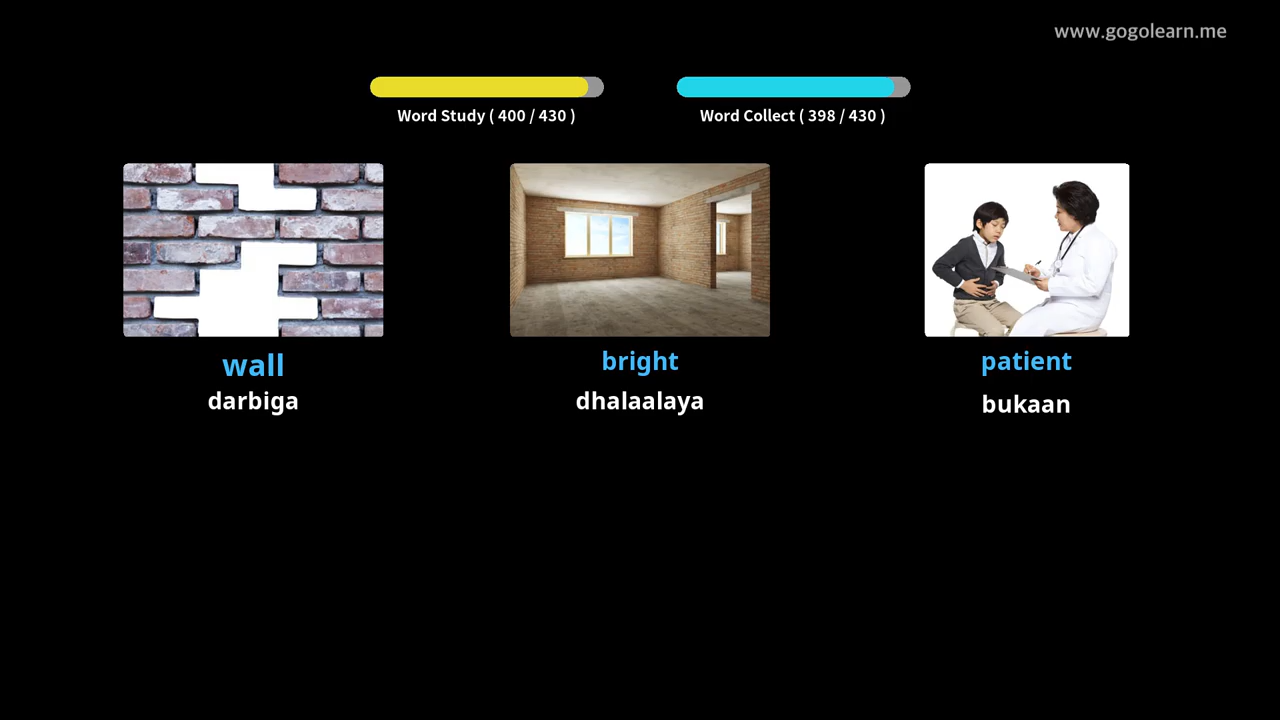 www.gogolearn.me
Word Study ( 400 / 430 )
Word Collect ( 398 / 430 )
wall
darbiga
bright
dhalaalaya
patient
bukaan